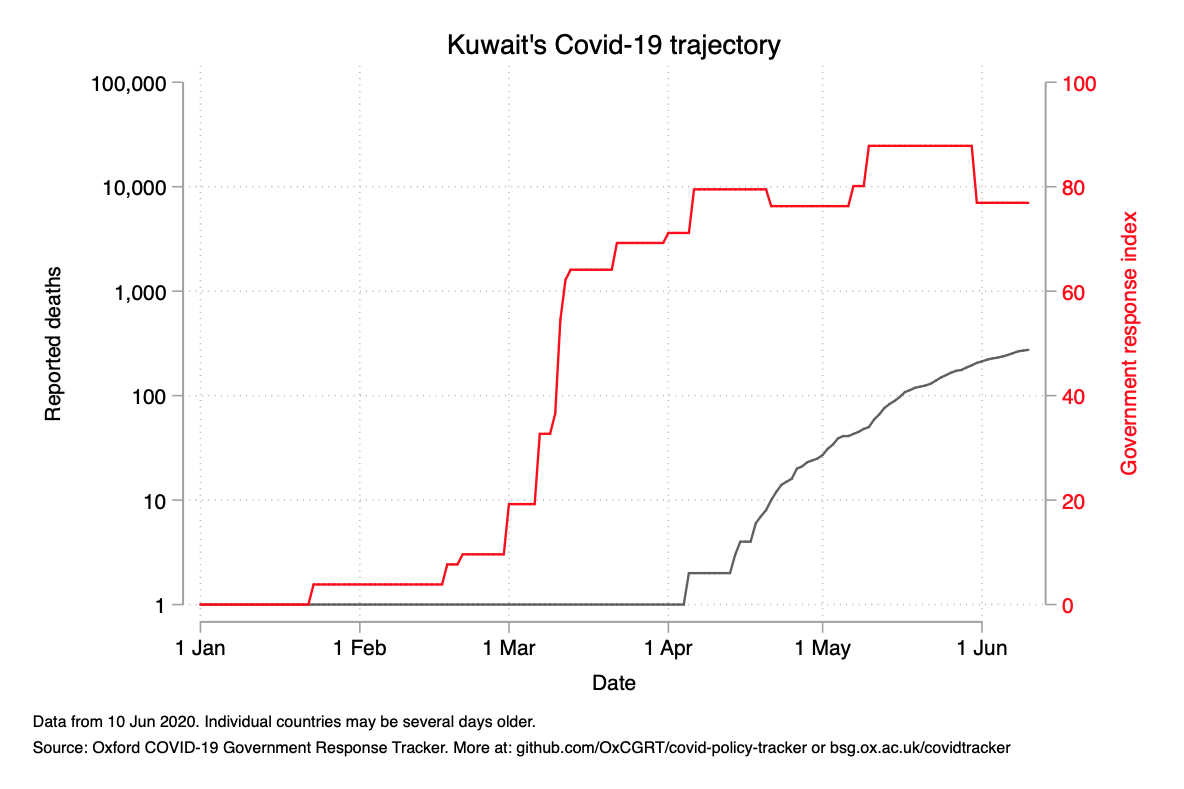 Kuwait's Covid-19 trajectory
100,000
10,000
1,000
100
10
1
Reported deaths
100
80
60
40
20
0
Government response index
1 Jan
1 Feb
1 Mar
1 Apr
1 May
1 Jun
Date
Data from 10 Jun 2020. Individual countries may be several days older.
Source: Oxford COVID-19 Government Response Tracker. More at: github.com/OxCGRT/covid-policy-tracker or bsg.ox.ac.uk/covidtracker